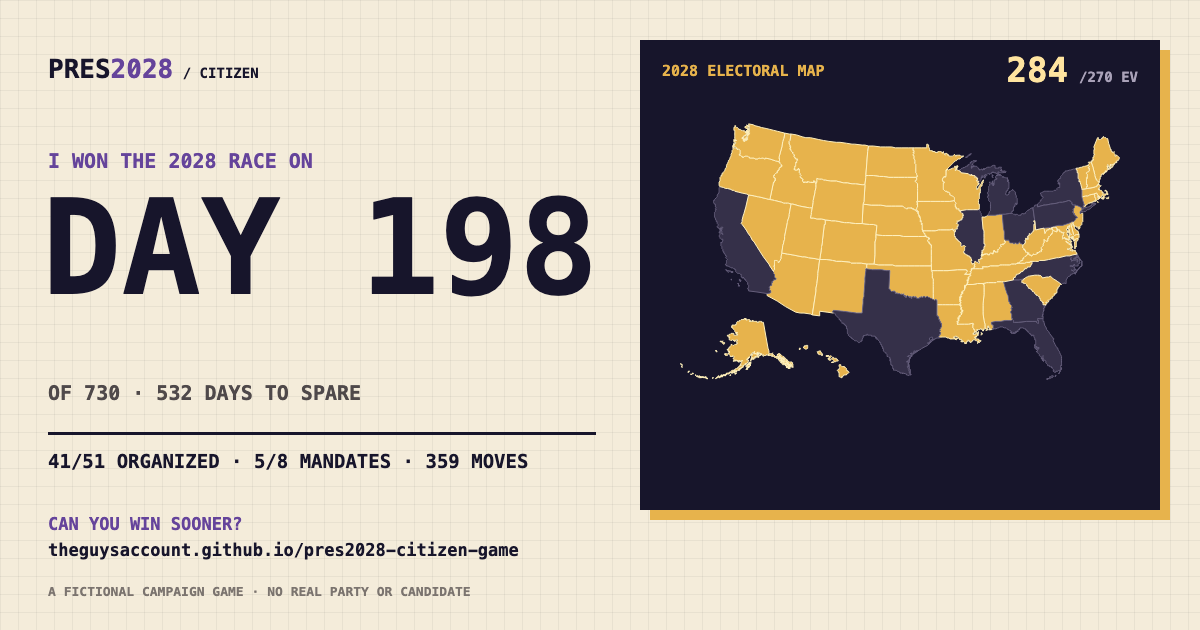 PRES2028 / CITIZEN
I WON THE 2028 RACE ON
DAY 198
OF 730 · 532 DAYS TO SPARE
41/51 ORGANIZED · 5/8 MANDATES · 359 MOVES
CAN YOU WIN SOONER?
theguysaccount.github.io/pres2028-citizen-game
A FICTIONAL CAMPAIGN GAME · NO REAL PARTY OR CANDIDATE
2028 ELECTORAL MAP
284 /270 EV